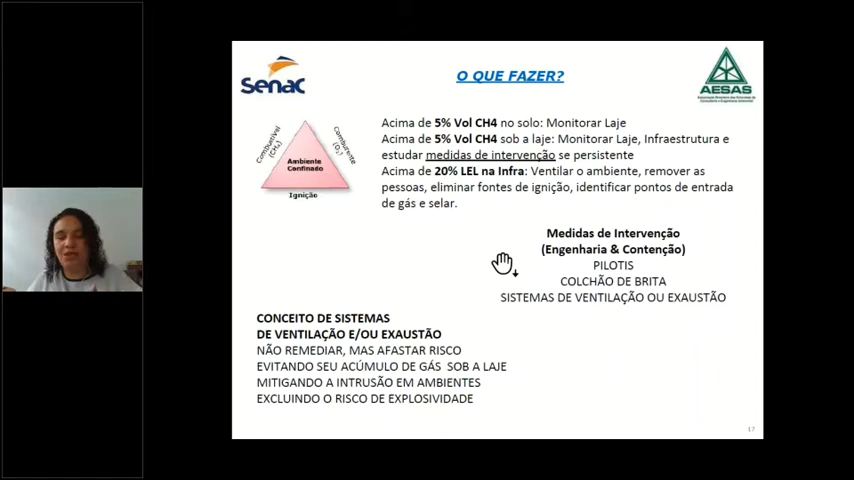 senac
O QUE FAZER?
AESAS
Combustível
(CH₄)
Comburente
(O₂)
Ambiente
Confinado
Ignição
Acima de 5% Vol CH4 no solo: Monitorar Laje
Acima de 5% Vol CH4 sob a laje: Monitorar Laje, Infraestrutura e
estudar medidas de intervenção se persistente
Acima de 20% LEL na Infra: Ventilar o ambiente, remover as
pessoas, eliminar fontes de ignição, identificar pontos de entrada
de gás e selar.
Medidas de Intervenção
(Engenharia & Contenção)
PILOTIS
COLCHÃO DE BRITA
SISTEMAS DE VENTILAÇÃO OU EXAUSTÃO
CONCEITO DE SISTEMAS
DE VENTILAÇÃO E/OU EXAUSTÃO
NÃO REMEDIAR, MAS AFASTAR RISCO
EVITANDO SEU ACÚMULO DE GÁS SOB A LAJE
MITIGANDO A INTRUSÃO EM AMBIENTES
EXCLUINDO O RISCO DE EXPLOSIVIDADE
17